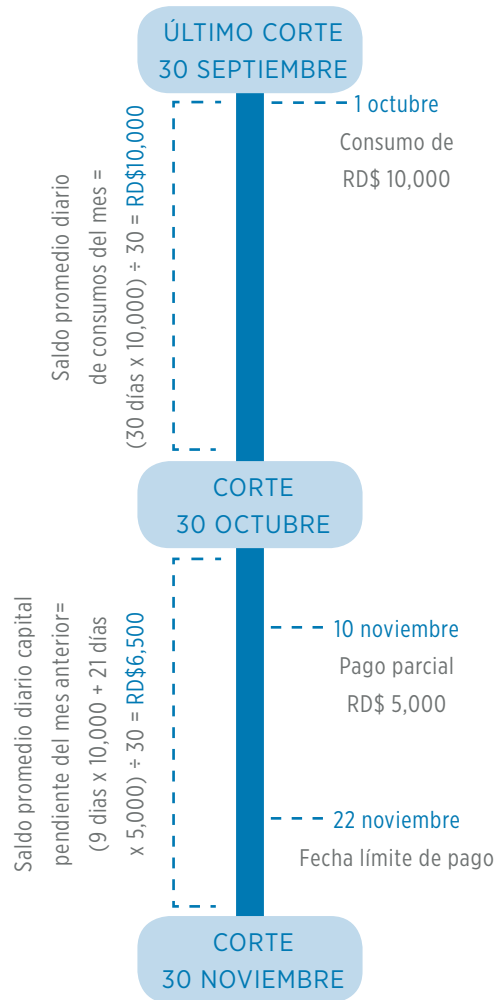 ÚLTIMO CORTE
30 SEPTIEMBRE
1 octubre
Consumo de
RD$ 10,000
Saldo promedio diario
de consumos del mes =
(30 días x 10,000) ÷ 30 = RD$10,000
CORTE
30 OCTUBRE
10 noviembre
Pago parcial
RD$ 5,000
Saldo promedio diario capital
pendiente del mes anterior=
(9 días x 10,000 + 21 días
x 5,000) ÷ 30 = RD$6,500
22 noviembre
Fecha límite de pago
CORTE
30 NOVIEMBRE